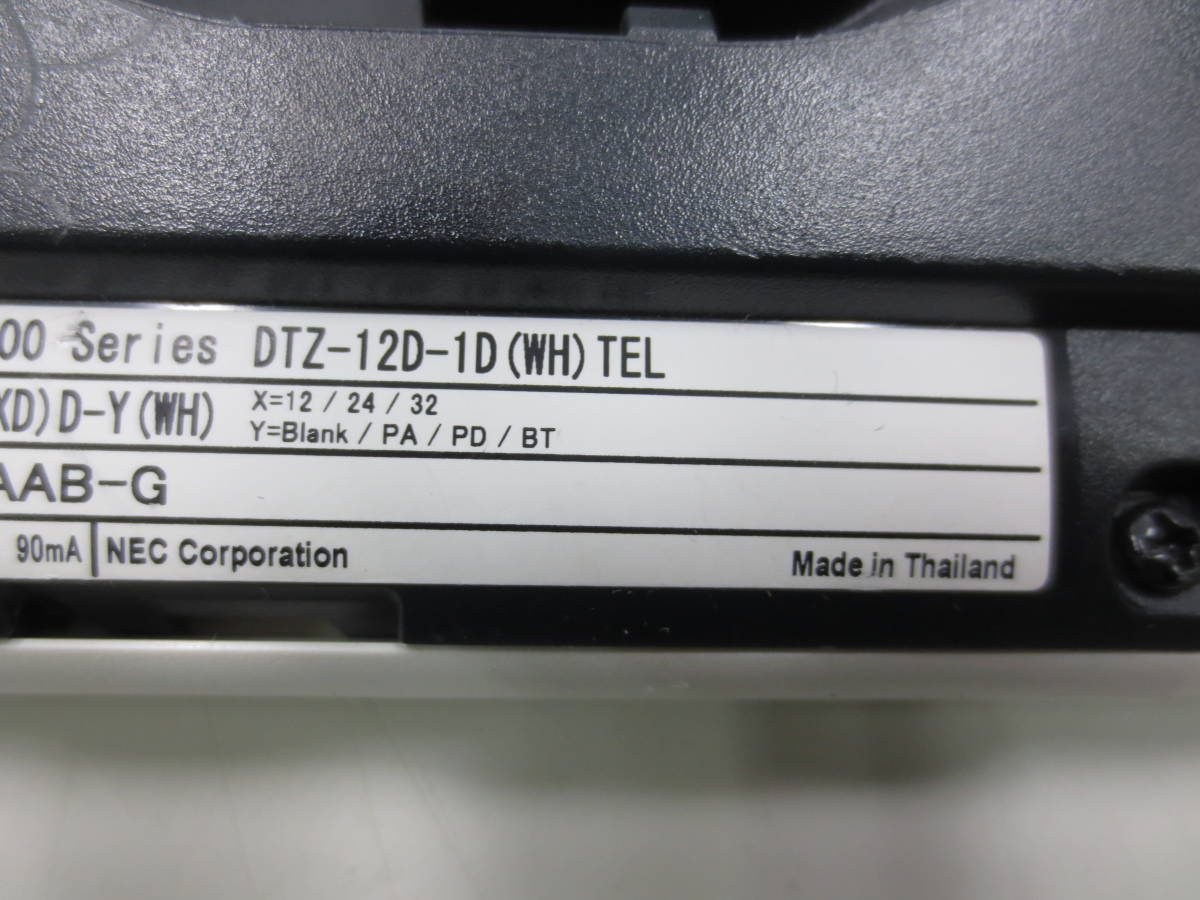 00 Series DTZ-12D-1D(WH)TEL
XD)D-Y(WH) X=12 / 24 / 32
Y=Blank / PA / PD / BT
AAB-G
90mA NEC Corporation Made in Thailand